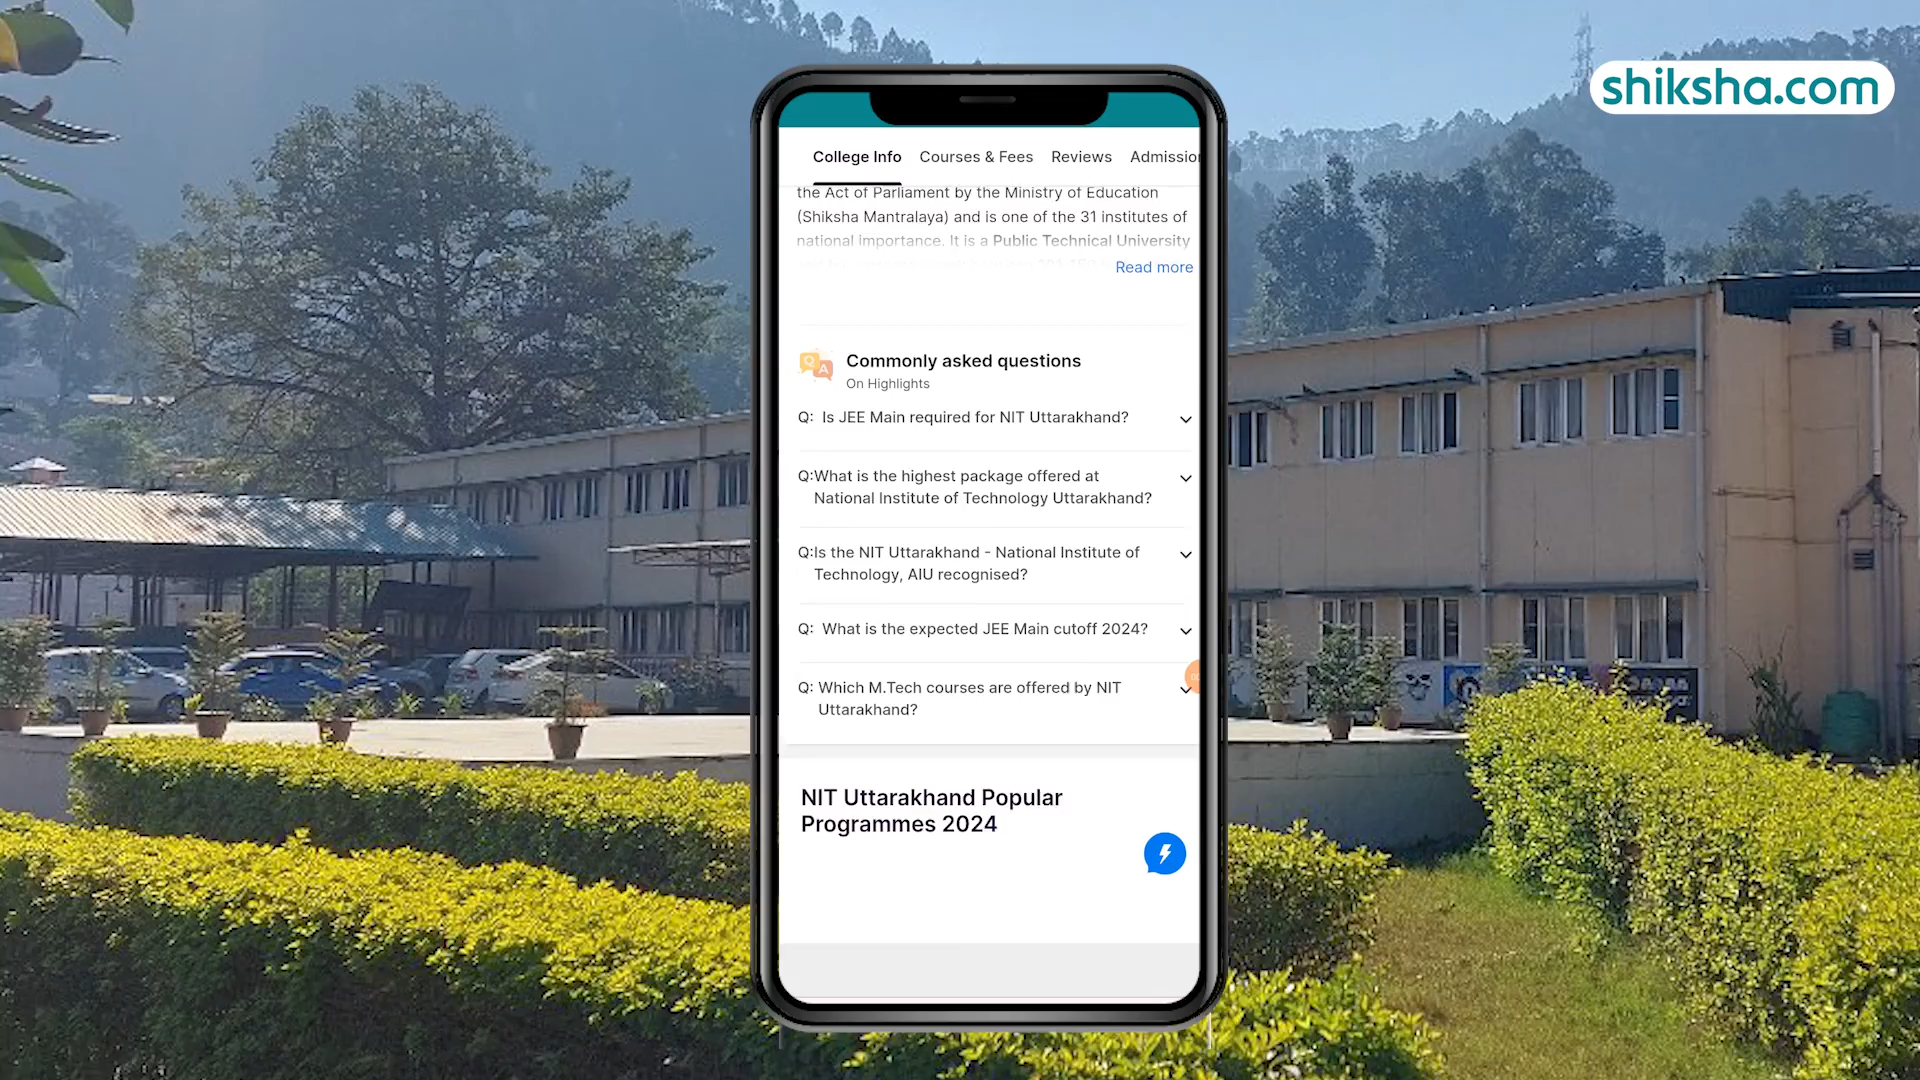 shiksha.com
College Info Courses & Fees Reviews Admission
the Act of Parliament by the Ministry of Education
(Shiksha Mantralaya) and is one of the 31 institutes of
national importance. It is a Public Technical University
Read more
Q A
Commonly asked questions
On Highlights
Q: Is JEE Main required for NIT Uttarakhand?
Q:What is the highest package offered at
National Institute of Technology Uttarakhand?
Q:Is the NIT Uttarakhand - National Institute of
Technology, AIU recognised?
Q: What is the expected JEE Main cutoff 2024?
Q: Which M.Tech courses are offered by NIT
Uttarakhand?
NIT Uttarakhand Popular
Programmes 2024